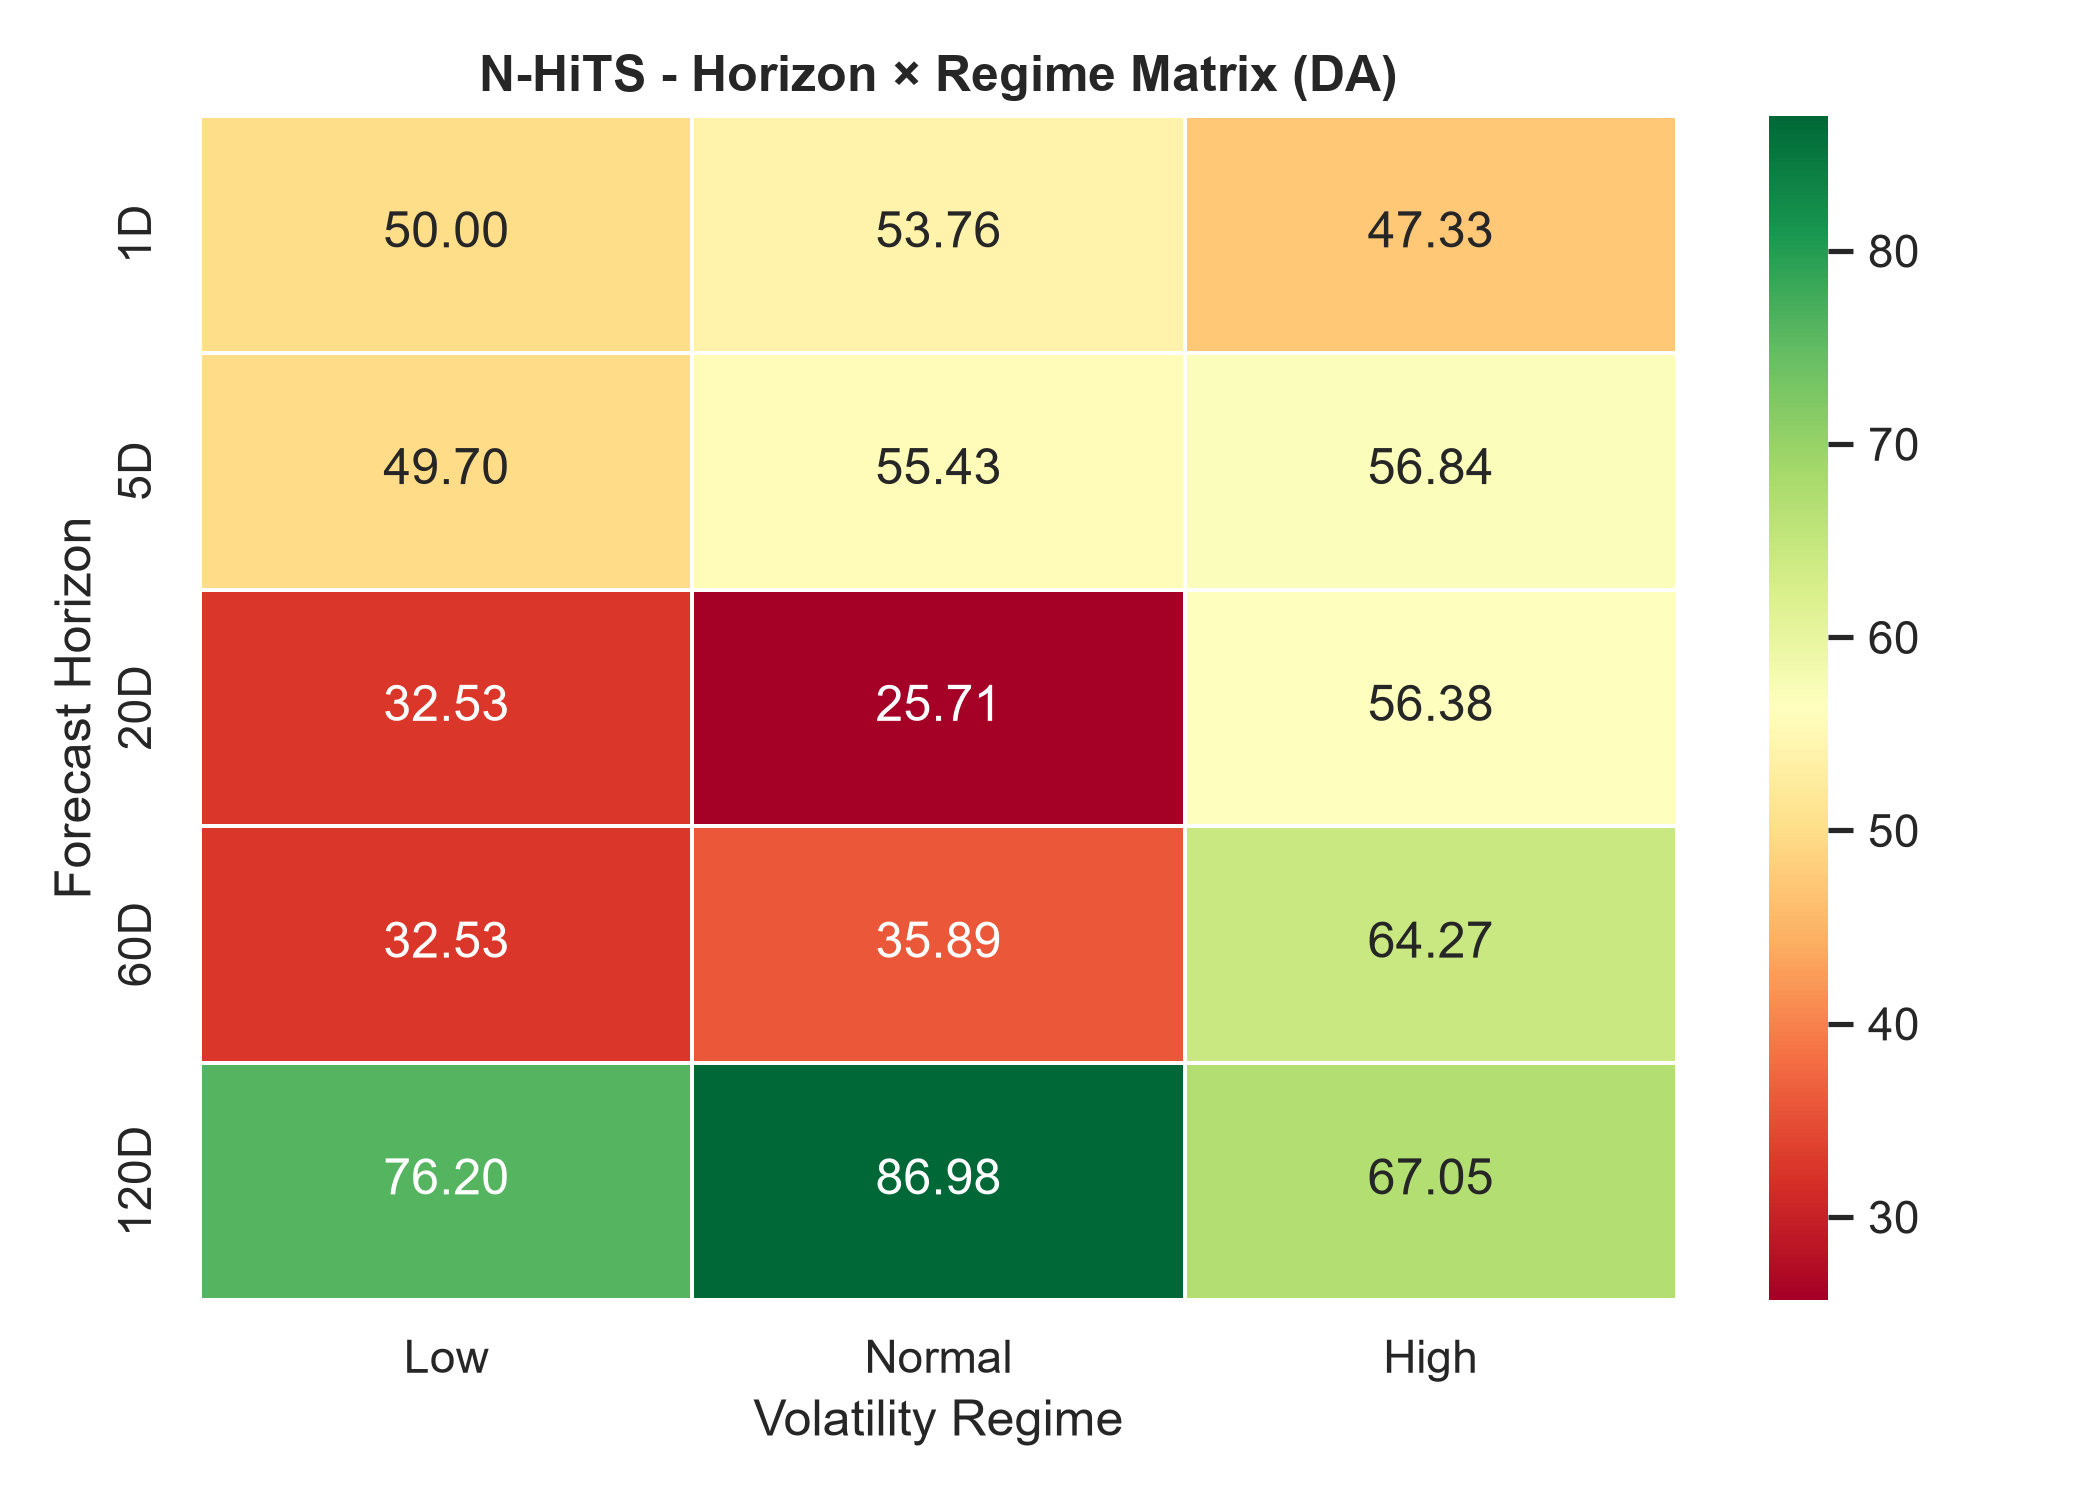 N-HiTS - Horizon × Regime Matrix (DA)
Forecast Horizon
1D 50.00 53.76 47.33
5D 49.70 55.43 56.84
20D 32.53 25.71 56.38
60D 32.53 35.89 64.27
120D 76.20 86.98 67.05
Low Normal High
Volatility Regime
80
70
60
50
40
30